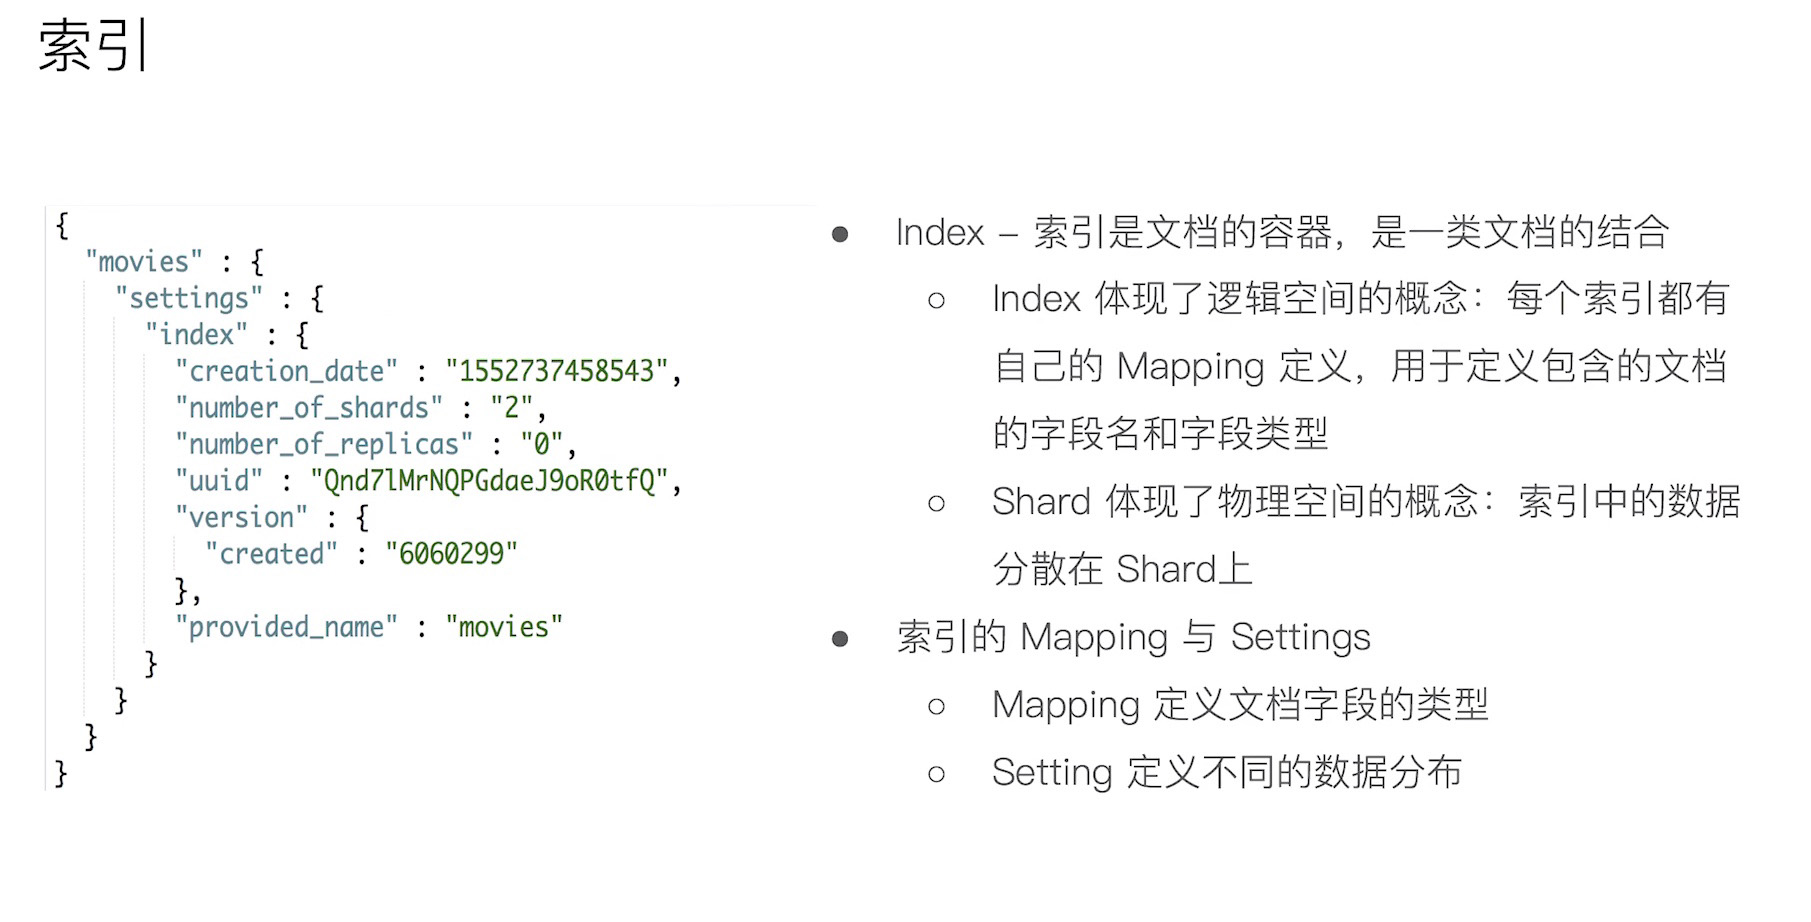 索引
{
"movies" : {
"settings" : {
"index" : {
"creation_date" : "1552737458543",
"number_of_shards" : "2",
"number_of_replicas" : "0",
"uuid" : "Qnd7lMrNQPGdaeJ9oR0tfQ",
"version" : {
"created" : "6060299"
},
"provided_name" : "movies"
}
}
}
}
● Index – 索引是文档的容器，是一类文档的结合
○ Index 体现了逻辑空间的概念：每个索引都有
自己的 Mapping 定义，用于定义包含的文档
的字段名和字段类型
○ Shard 体现了物理空间的概念：索引中的数据
分散在 Shard上
● 索引的 Mapping 与 Settings
○ Mapping 定义文档字段的类型
○ Setting 定义不同的数据分布